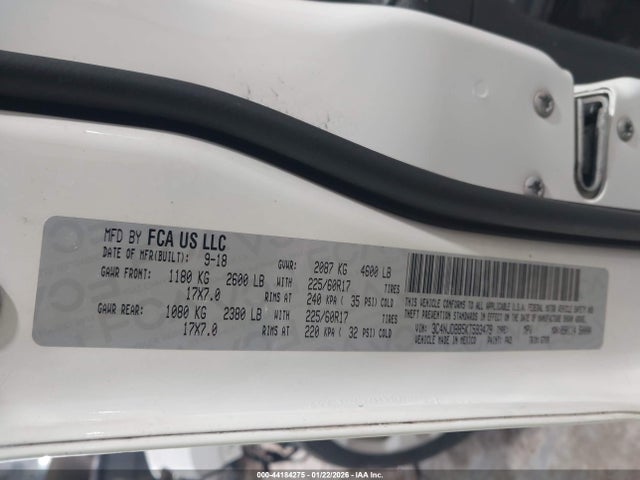 MFD BY FCA US LLC
DATE OF MFR(BUILT): 9-18 GVWR: 2087 KG 4600 LB
GAWR FRONT: 1180 KG 2600 LB WITH 225/60R17 TIRES
17X7.0 RIMS AT 240 KPA ( 35 PSI) COLD
GAWR REAR: 1080 KG 2380 LB WITH 225/60R17 TIRES
17X7.0 RIMS AT 220 KPA ( 32 PSI) COLD
THIS VEHICLE CONFORMS TO ALL APPLICABLE U.S.A. FEDERAL MOTOR VEHICLE SAFETY AND
THEFT PREVENTION STANDARDS IN EFFECT ON THE DATE OF MANUFACTURE SHOWN ABOVE.
VIN: TYPE: MPV
VEHICLE MADE IN MEXICO PAINT:
000-44184275 - 01/22/2026 - IAA Inc.